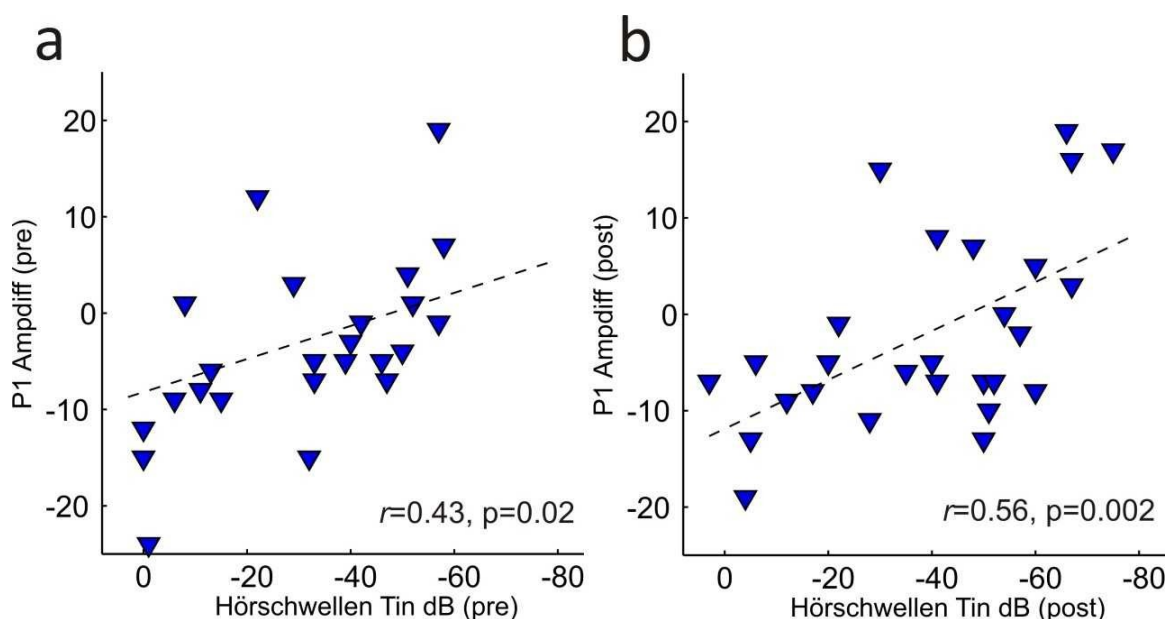 a
P1 Ampdiff (pre)
20
10
0
-10
-20
r=0.43, p=0.02
0 -20 -40 -60 -80
Hörschwellen Tin dB (pre)
b
P1 Ampdiff (post)
20
10
0
-10
-20
r=0.56, p=0.002
0 -20 -40 -60 -80
Hörschwellen Tin dB (post)